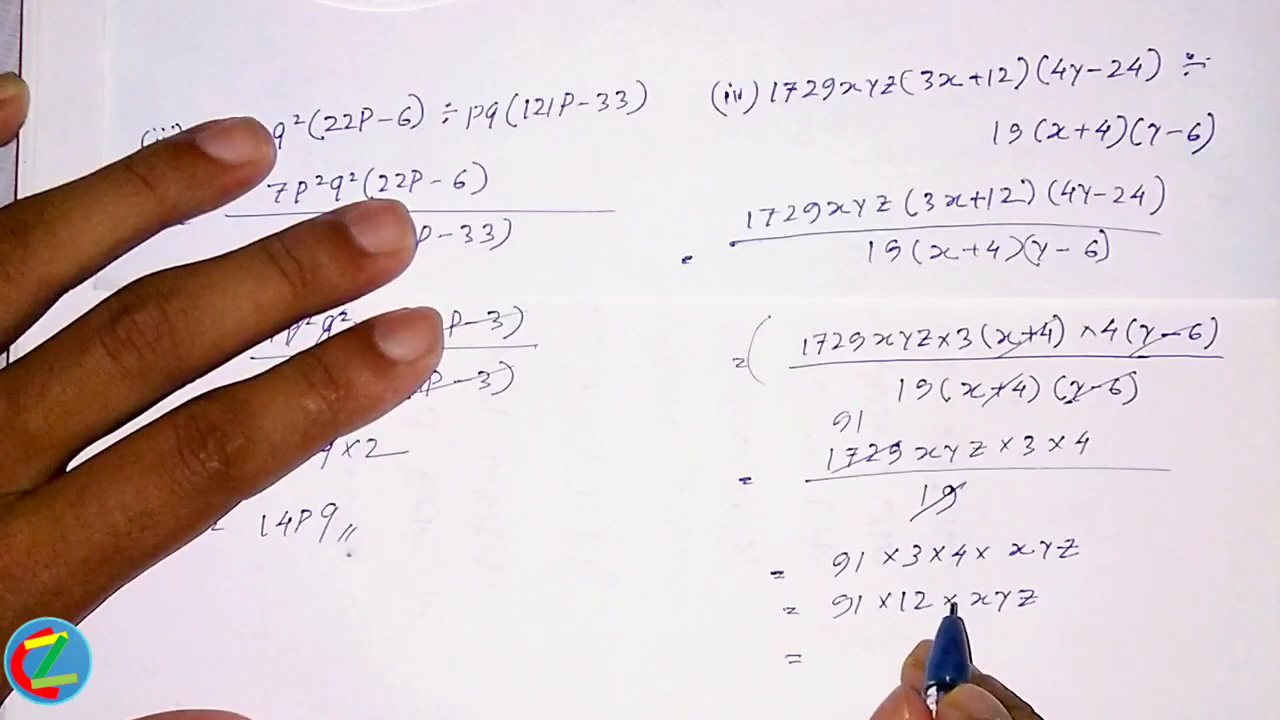 q²(22P-6) ÷ pq(121P-33)
7p²q²(22p-6)
p-33)
p²q² p-3)
p-3)
q×2
14pq〃
(iv) 1729xyz(3x+12)(4y-24) ÷
19(x+4)(y-6)
1729xyz(3x+12)(4y-24)
= 19(x+4)(y-6)
=( 1729xyz×3(x+4)×4(y-6)
19(x+4)(y-6)
91
= 1729xyz×3×4
19
= 91×3×4×xyz
= 91×12×xyz
=